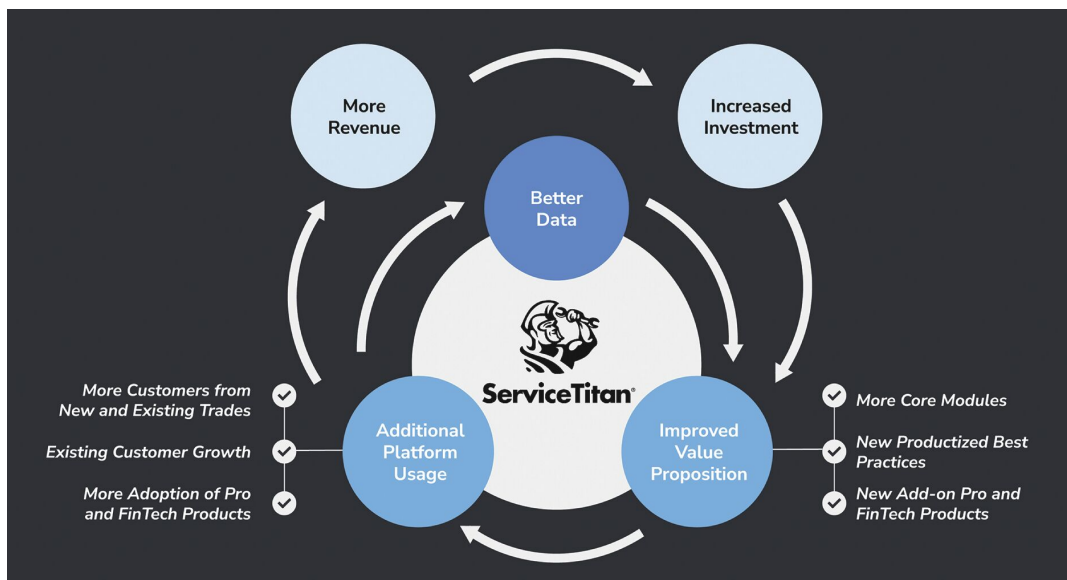 More
Revenue
Increased
Investment
Better
Data
ServiceTitan®
More Customers from
New and Existing Trades
Existing Customer Growth
More Adoption of Pro
and FinTech Products
Additional
Platform
Usage
Improved
Value
Proposition
More Core Modules
New Productized Best
Practices
New Add-on Pro and
FinTech Products